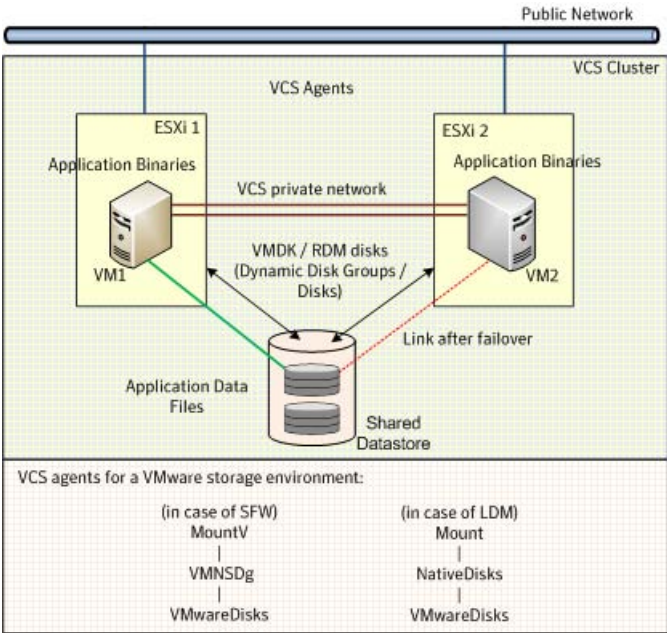 Public Network
VCS Cluster
VCS Agents
ESXi 1
ESXi 2
Application Binaries
Application Binaries
VCS private network
VMDK / RDM disks
(Dynamic Disk Groups /
Disks)
VM1
VM2
Link after failover
Application Data
Files
Shared
Datastore
VCS agents for a VMware storage environment:
(in case of SFW)
MountV
|
VMNSDg
|
VMwareDisks
(in case of LDM)
Mount
|
NativeDisks
|
VMwareDisks